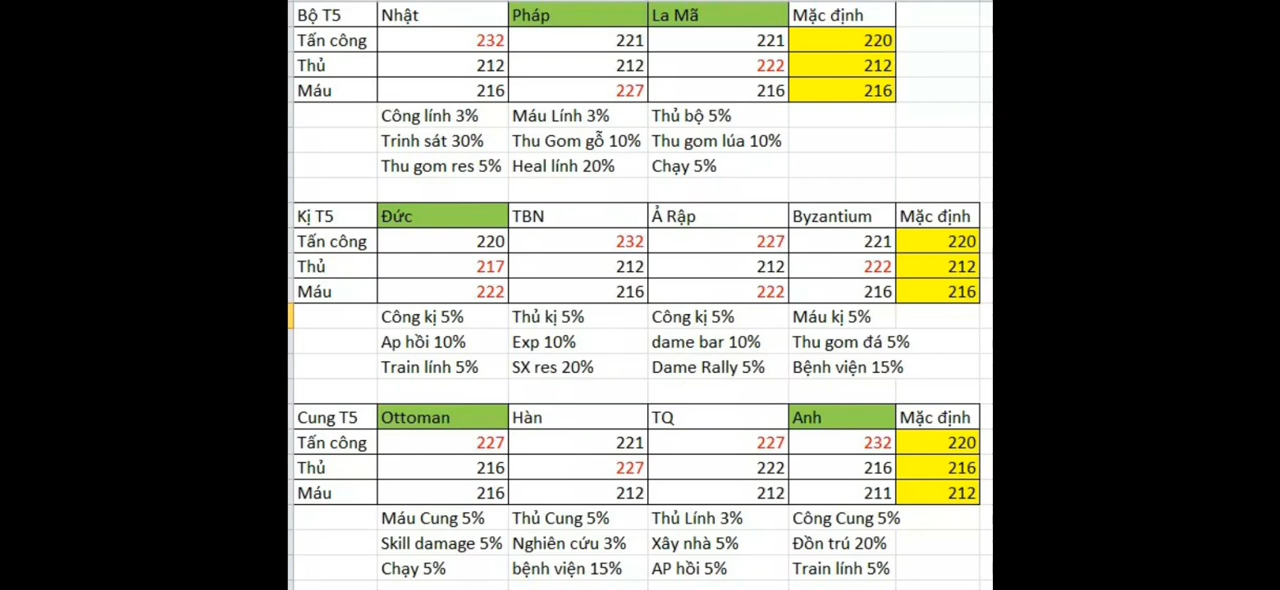 Bộ T5 Nhật Pháp La Mã Mặc định
Tấn công 232 221 221 220
Thủ 212 212 222 212
Máu 216 227 216 216
Công lính 3% Máu Lính 3% Thủ bộ 5%
Trinh sát 30% Thu Gom gỗ 10% Thu gom lúa 10%
Thu gom res 5% Heal lính 20% Chạy 5%
Kị T5 Đức TBN Ả Rập Byzantium Mặc định
Tấn công 220 232 227 221 220
Thủ 217 212 212 222 212
Máu 222 216 222 216 216
Công kị 5% Thủ kị 5% Công kị 5% Máu kị 5%
Ap hồi 10% Exp 10% dame bar 10% Thu gom đá 5%
Train lính 5% SX res 20% Dame Rally 5% Bệnh viện 15%
Cung T5 Ottoman Hàn TQ Anh Mặc định
Tấn công 227 221 227 232 220
Thủ 216 227 222 216 216
Máu 216 212 212 211 212
Máu Cung 5% Thủ Cung 5% Thủ Lính 3% Công Cung 5%
Skill damage 5% Nghiên cứu 3% Xây nhà 5% Đồn trú 20%
Chạy 5% bệnh viện 15% AP hồi 5% Train lính 5%